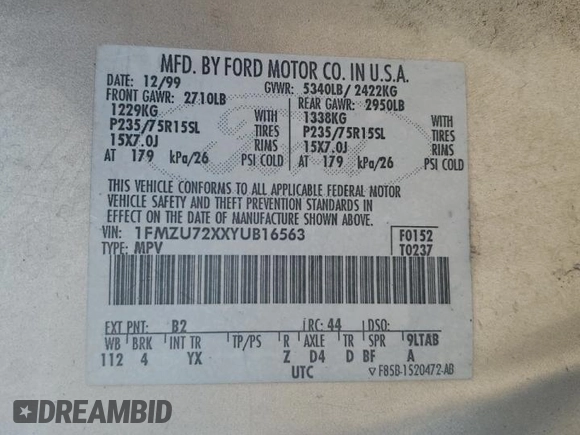 MFD. BY FORD MOTOR CO. IN U.S.A.
DATE: 12/99 GVWR: 5340LB/ 2422KG
FRONT GAWR: 2710LB REAR GAWR: 2950LB
1229KG WITH 1338KG WITH
P235/75R15SL TIRES P235/75R15SL TIRES
15X7.0J RIMS 15X7.0J RIMS
AT 179 kPa/26 PSI COLD AT 179 kPa/26 PSI COLD
THIS VEHICLE CONFORMS TO ALL APPLICABLE FEDERAL MOTOR
VEHICLE SAFETY AND THEFT PREVENTION STANDARDS IN
EFFECT ON THE DATE OF MANUFACTURE SHOWN ABOVE.
VIN: 1FMZU72XXYUB16563 F0152
TYPE: MPV T0237
EXT PNT: B2 RC: 44 DSO:
WB BRK INT TR TP/PS R AXLE TR SPR 9LTAB
112 4 YX Z D4 D BF A
UTC F85B-1520472-AB
DREAMBID